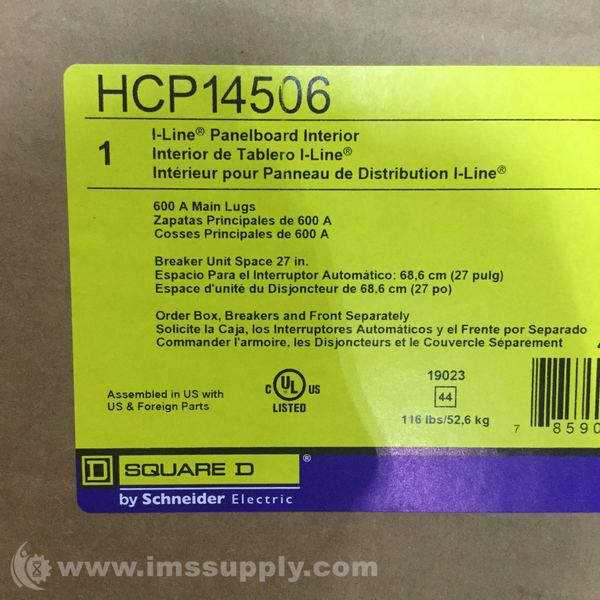 HCP14506
1
I-Line® Panelboard Interior
Interior de Tablero I-Line®
Intérieur pour Panneau de Distribution I-Line®
600 A Main Lugs
Zapatas Principales de 600 A
Cosses Principales de 600 A
Breaker Unit Space 27 in.
Espacio Para el Interruptor Automático: 68,6 cm (27 pulg)
Espace d'unité du Disjoncteur de 68,6 cm (27 po)
Order Box, Breakers and Front Separately
Solicite la Caja, los Interruptores Automáticos y el Frente por Separado
Commander l'armoire, les Disjoncteurs et le Couvercle Séparément
Assembled in US with
US & Foreign Parts
C UL US
LISTED
19023
44
116 lbs/52,6 kg
7 8590
D SQUARE D ®
by Schneider Electric
www.imssupply.com